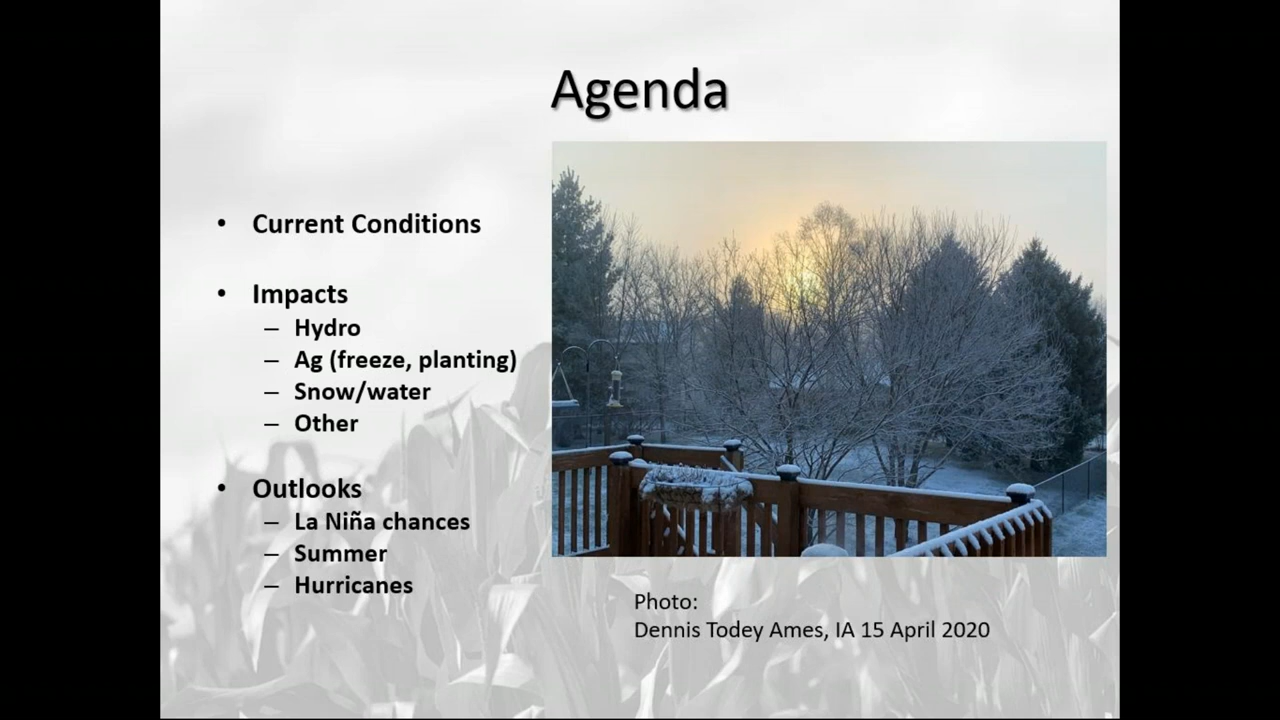 Agenda
• Current Conditions
• Impacts
– Hydro
– Ag (freeze, planting)
– Snow/water
– Other
• Outlooks
– La Niña chances
– Summer
– Hurricanes
Photo:
Dennis Todey Ames, IA 15 April 2020